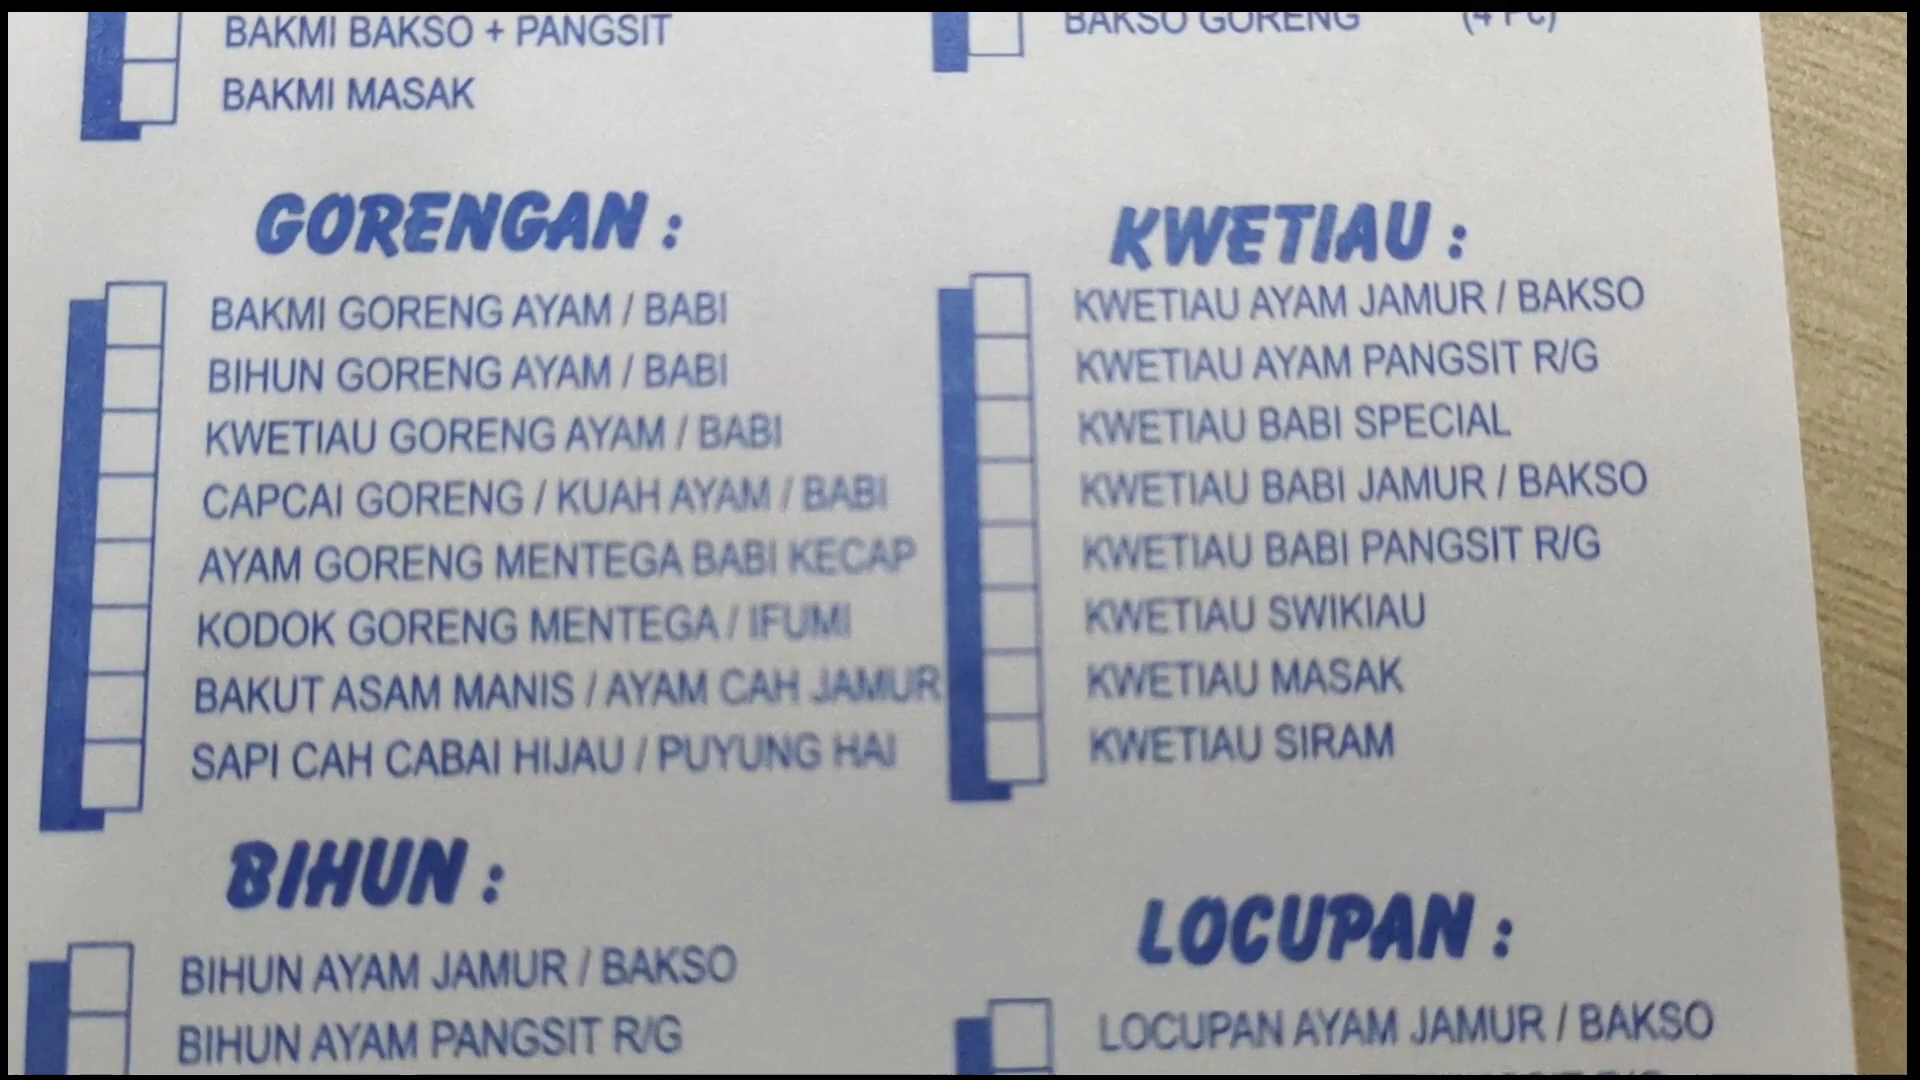 BAKMI BAKSO + PANGSIT
BAKMI MASAK
BAKSO GORENG (4 Pc)
GORENGAN :
BAKMI GORENG AYAM / BABI
BIHUN GORENG AYAM / BABI
KWETIAU GORENG AYAM / BABI
CAPCAI GORENG / KUAH AYAM / BABI
AYAM GORENG MENTEGA BABI KECAP
KODOK GORENG MENTEGA / IFUMI
BAKUT ASAM MANIS / AYAM CAH JAMUR
SAPI CAH CABAI HIJAU / PUYUNG HAI
KWETIAU :
KWETIAU AYAM JAMUR / BAKSO
KWETIAU AYAM PANGSIT R/G
KWETIAU BABI SPECIAL
KWETIAU BABI JAMUR / BAKSO
KWETIAU BABI PANGSIT R/G
KWETIAU SWIKIAU
KWETIAU MASAK
KWETIAU SIRAM
BIHUN :
BIHUN AYAM JAMUR / BAKSO
BIHUN AYAM PANGSIT R/G
LOCUPAN :
LOCUPAN AYAM JAMUR / BAKSO